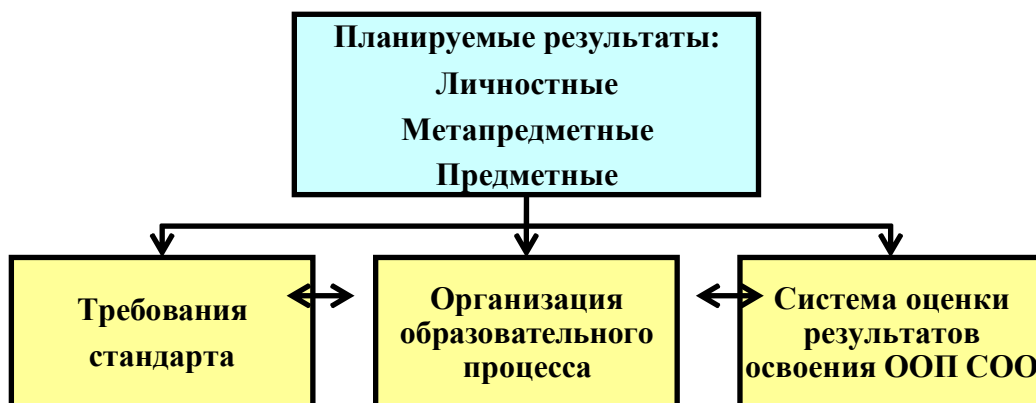 Планируемые результаты:
Личностные
Метапредметные
Предметные
Требования
стандарта
Организация
образовательного
процесса
Система оценки
результатов
освоения ООП СОО